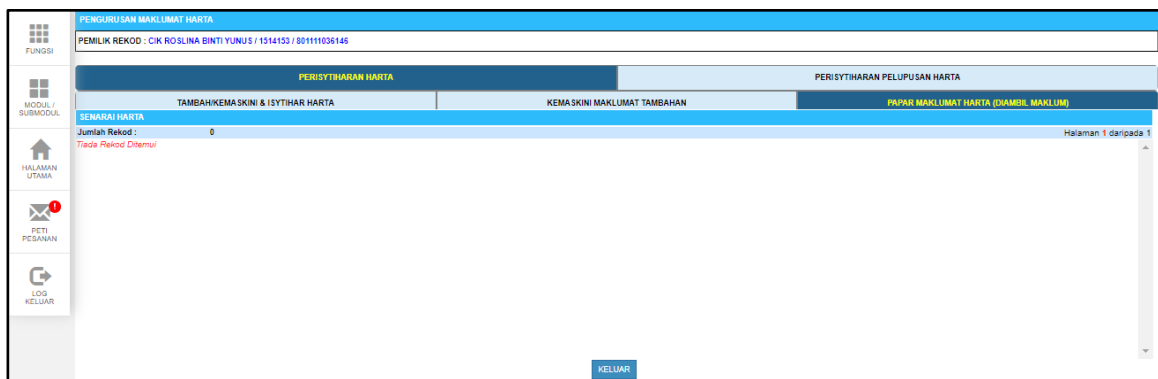 PENGURUSAN MAKLUMAT HARTA
PEMILIK REKOD : CIK ROSLINA BINTI YUNUS / 1514153 / 801111036146
FUNGSI
MODUL /
SUBMODUL
HALAMAN
UTAMA
!
PETI
PESANAN
LOG
KELUAR
PERISYTIHARAN HARTA
PERISYTIHARAN PELUPUSAN HARTA
TAMBAH/KEMASKINI & ISYTIHAR HARTA
KEMASKINI MAKLUMAT TAMBAHAN
PAPAR MAKLUMAT HARTA (DIAMBIL MAKLUM)
SENARAI HARTA
Jumlah Rekod : 0
Halaman 1 daripada 1
Tiada Rekod Ditemui
KELUAR